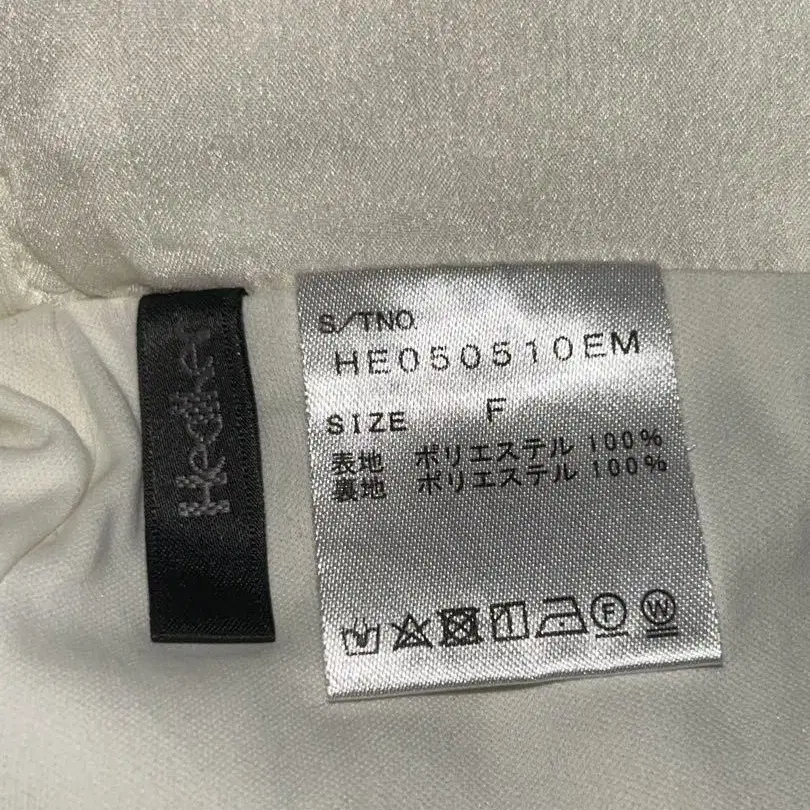 Heather
S/TNO.
HE050510EM
SIZE F
表地 ポリエステル 100%
裏地 ポリエステル 100%
F
W